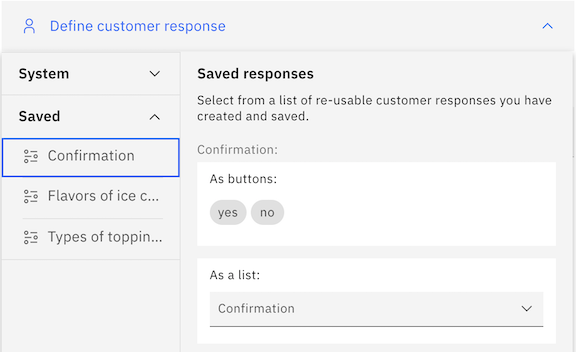 Define customer response
System
Saved
Confirmation
Flavors of ice c...
Types of toppin...
Saved responses
Select from a list of re-usable customer responses you have
created and saved.
Confirmation:
As buttons:
yes no
As a list:
Confirmation